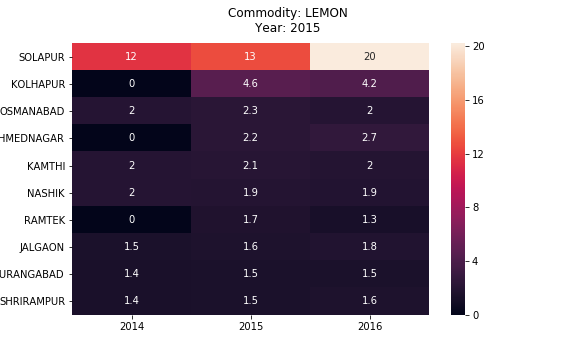 Commodity: LEMON
Year: 2015
SOLAPUR 12 13 20
KOLHAPUR 0 4.6 4.2
OSMANABAD 2 2.3 2
HMEDNAGAR 0 2.2 2.7
KAMTHI 2 2.1 2
NASHIK 2 1.9 1.9
RAMTEK 0 1.7 1.3
JALGAON 1.5 1.6 1.8
URANGABAD 1.4 1.5 1.5
SHRIRAMPUR 1.4 1.5 1.6
2014 2015 2016
20
16
12
8
4
0